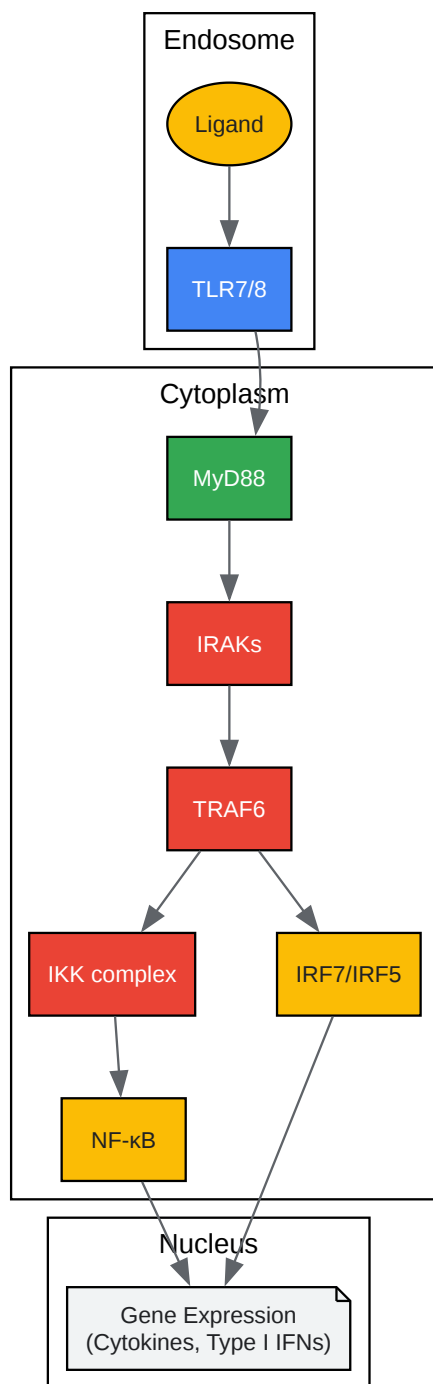 Endosome
Ligand
TLR7/8
Cytoplasm
MyD88
IRAKs
TRAF6
IKK complex
IRF7/IRF5
NF-κB
Nucleus
Gene Expression
(Cytokines, Type I IFNs)